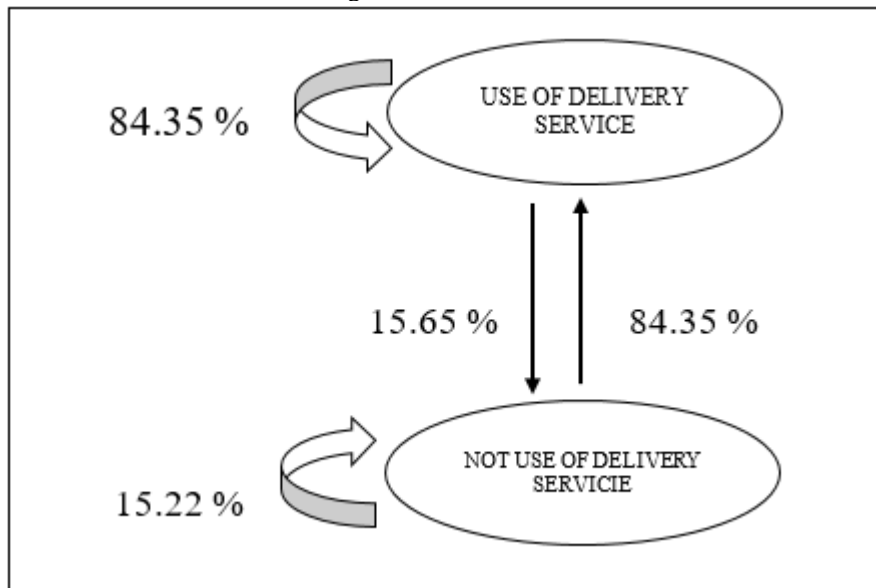 USE OF DELIVERY
SERVICE
84.35 %
15.65 %
84.35 %
NOT USE OF DELIVERY
SERVICIE
15.22 %